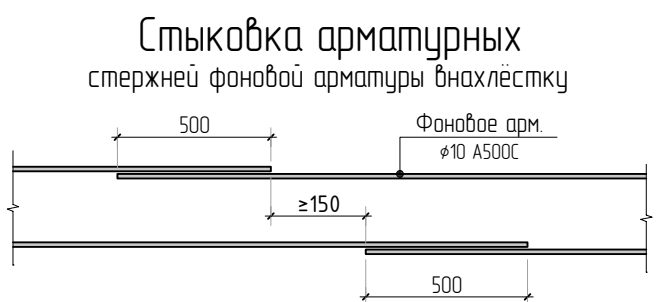 Стыковка арматурных
стержней фоновой арматуры внахлёстку
500
Фоновое арм.
ϕ10 А500С
≥150
500